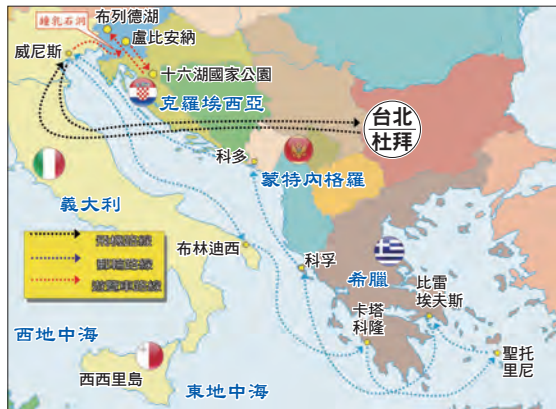 布列德湖
鐘乳石洞
盧比安納
威尼斯
十六湖國家公園
克羅埃西亞
台北
杜拜
科多
蒙特內格羅
義大利
布林迪西
科孚
希臘
比雷
埃夫斯
卡塔
科隆
西地中海
聖托
里尼
西西里島
東地中海